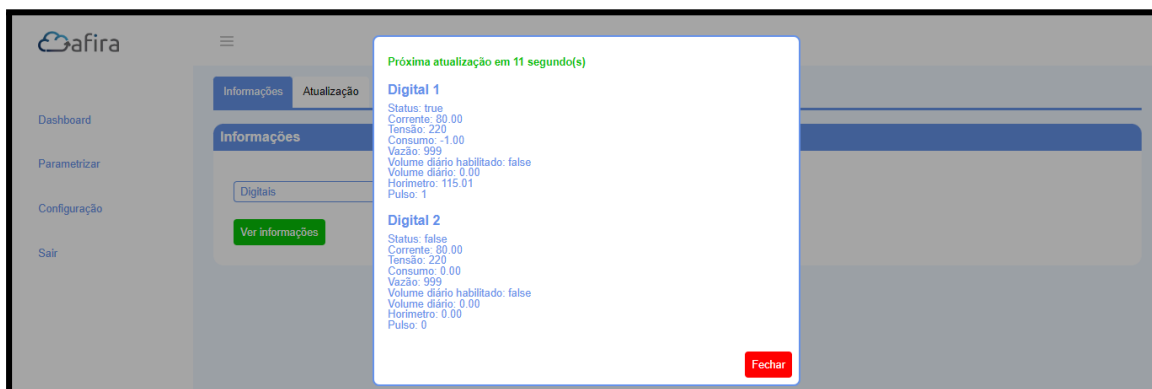 afira
Dashboard
Parametrizar
Configuração
Sair
Informações
Atualização
Informações
Digitais
Ver informações
Próxima atualização em 11 segundo(s)
Digital 1
Status: true
Corrente: 80.00
Tensão: 220
Consumo: -1.00
Vazão: 999
Volume diário habilitado: false
Volume diário: 0.00
Horimetro: 115.01
Pulso: 1
Digital 2
Status: false
Corrente: 80.00
Tensão: 220
Consumo: 0.00
Vazão: 999
Volume diário habilitado: false
Volume diário: 0.00
Horimetro: 0.00
Pulso: 0
Fechar